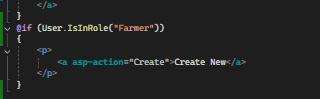 </a>
}
@if (User.IsInRole("Farmer"))
{
<p>
<a asp-action="Create">Create New</a>
</p>
}